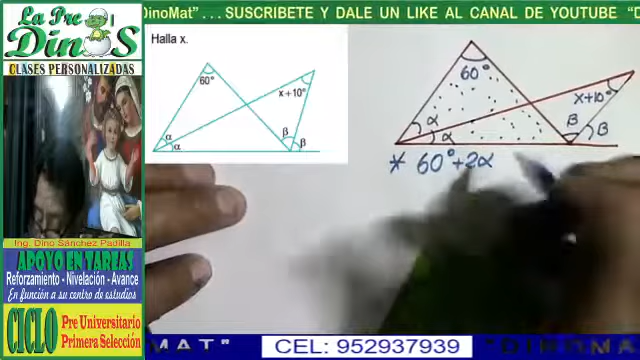 DinoMat" . . . SUSCRIBETE Y DALE UN LIKE AL CANAL DE YOUTUBE "D
La Pre
DinoS
CLASES PERSONALIZADAS
Ing. Dino Sánchez Padilla
APOYO EN TAREAS
Reforzamiento - Nivelación - Avance
En función a su centro de estudios
CICLO
Pre Universitario
Primera Selección
Halla x.
60°
x+10°
α
α
β
β
60°
x+10°
α
α
β
β
* 60°+2α
MAT"
CEL: 952937939
"DINOMA